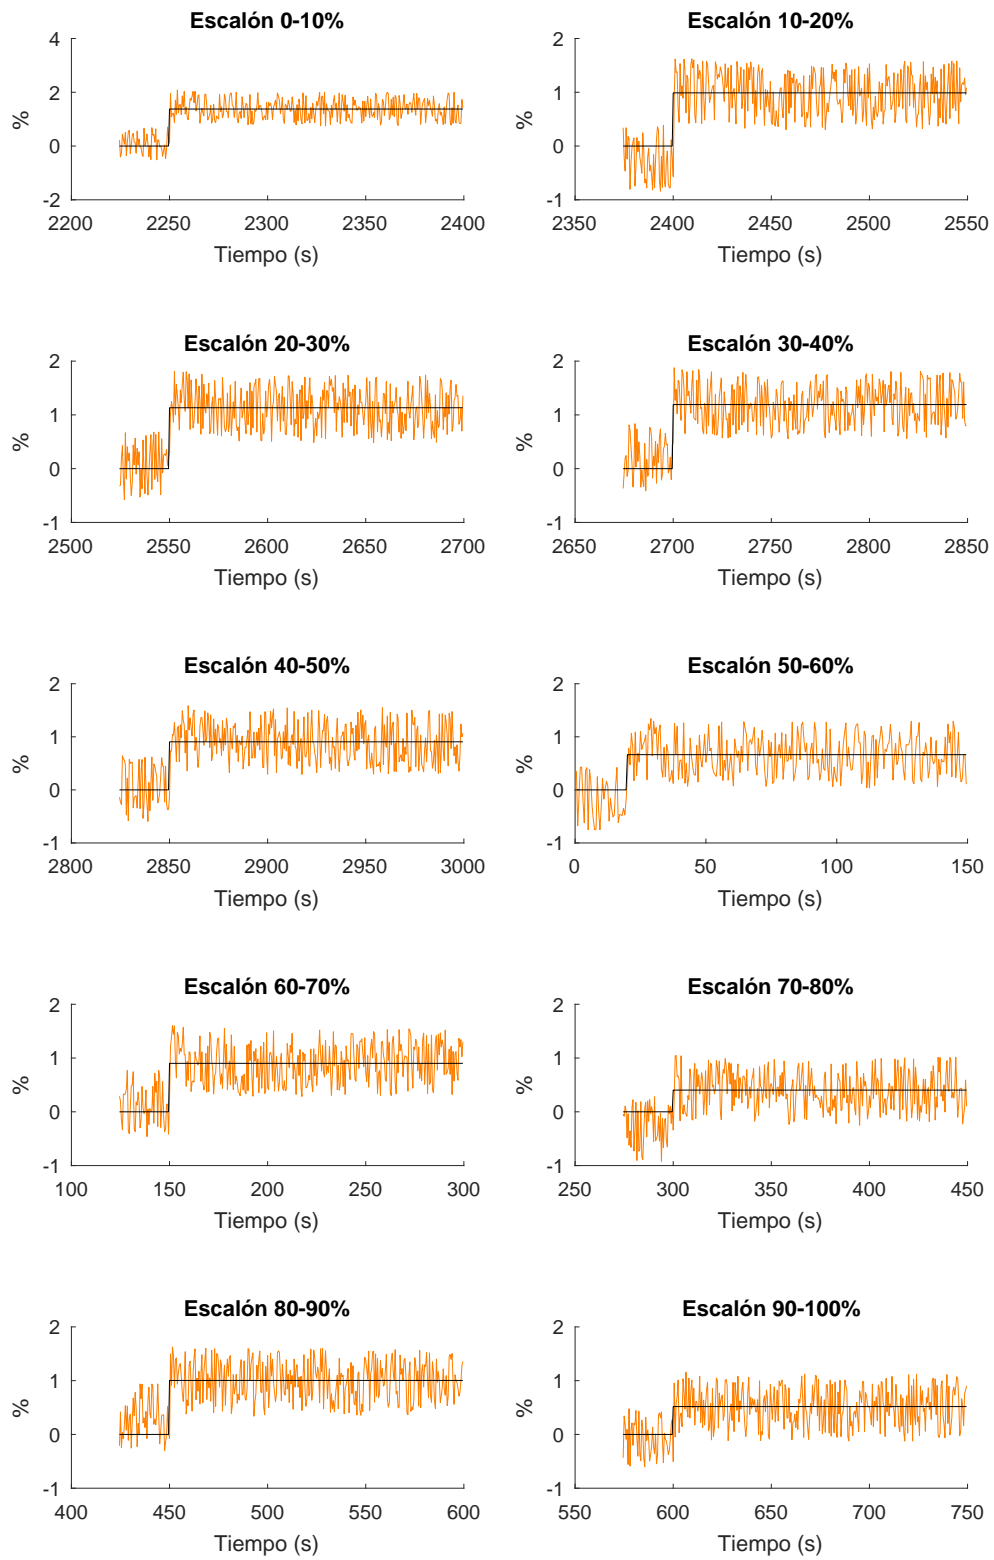 Escalón 0-10%
4
2
0
-2
%
2200 2250 2300 2350 2400
Tiempo (s)
Escalón 10-20%
2
1
0
-1
%
2350 2400 2450 2500 2550
Tiempo (s)
Escalón 20-30%
2
1
0
-1
%
2500 2550 2600 2650 2700
Tiempo (s)
Escalón 30-40%
2
1
0
-1
%
2650 2700 2750 2800 2850
Tiempo (s)
Escalón 40-50%
2
1
0
-1
%
2800 2850 2900 2950 3000
Tiempo (s)
Escalón 50-60%
2
1
0
-1
%
0 50 100 150
Tiempo (s)
Escalón 60-70%
2
1
0
-1
%
100 150 200 250 300
Tiempo (s)
Escalón 70-80%
2
1
0
-1
%
250 300 350 400 450
Tiempo (s)
Escalón 80-90%
2
1
0
-1
%
400 450 500 550 600
Tiempo (s)
Escalón 90-100%
2
1
0
-1
%
550 600 650 700 750
Tiempo (s)